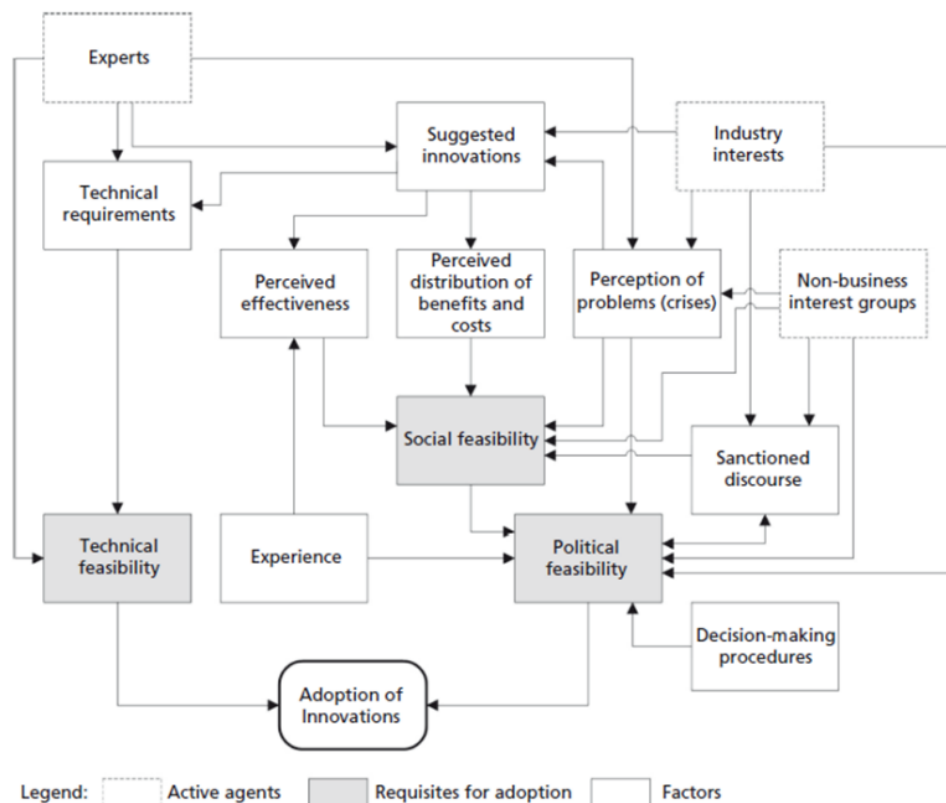 Experts
Suggested
innovations
Industry
interests
Technical
requirements
Perceived
effectiveness
Perceived
distribution of
benefits and
costs
Perception of
problems (crises)
Non-business
interest groups
Social feasibility
Sanctioned
discourse
Technical
feasibility
Experience
Political
feasibility
Decision-making
procedures
Adoption of
Innovations
Legend: Active agents Requisites for adoption Factors